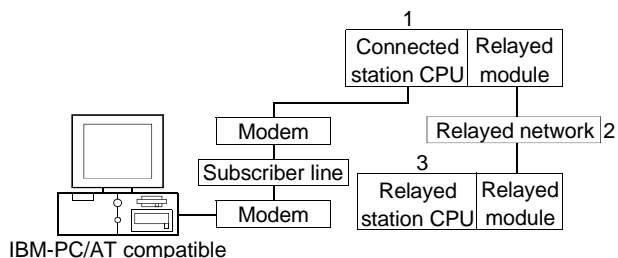 1
Connected station CPU
Relayed module
Modem
Relayed network 2
Subscriber line
3
Relayed station CPU
Relayed module
Modem
IBM-PC/AT compatible